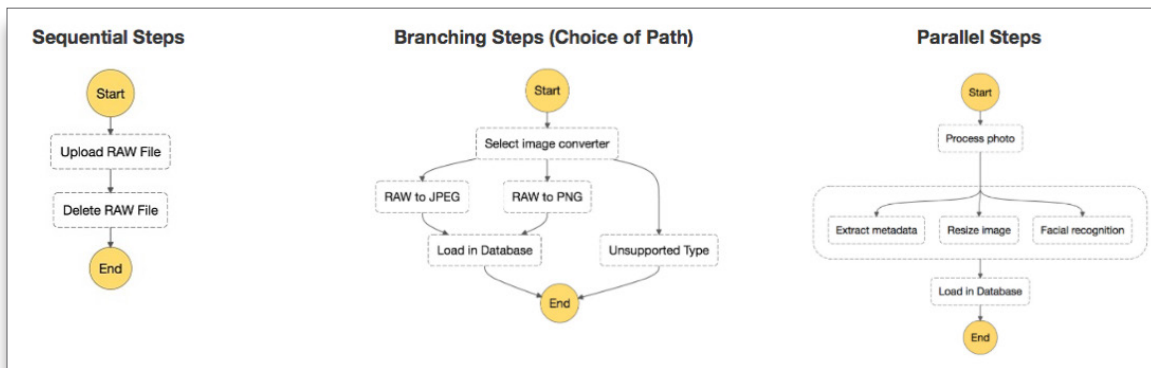 Sequential Steps
Start
Upload RAW File
Delete RAW File
End
Branching Steps (Choice of Path)
Start
Select image converter
RAW to JPEG
RAW to PNG
Load in Database
Unsupported Type
End
Parallel Steps
Start
Process photo
Extract metadata
Resize image
Facial recognition
Load in Database
End